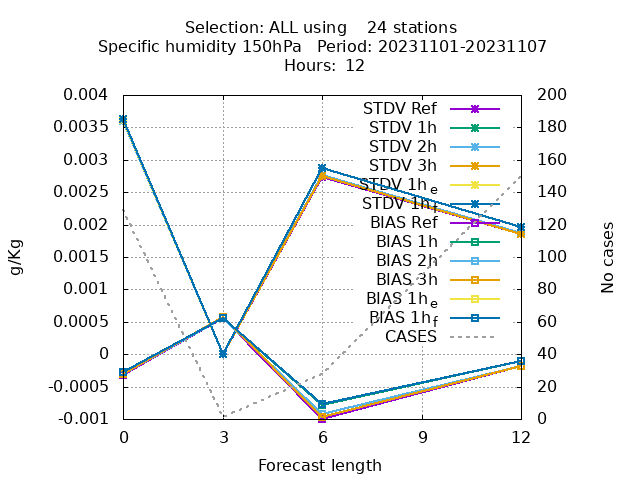 Selection: ALL using    24 stations
Specific humidity 150hPa   Period: 20231101-20231107
Hours: 12
0.004
0.0035
0.003
0.0025
0.002
0.0015
0.001
0.0005
0
-0.0005
-0.001
g/Kg
200
180
160
140
120
100
80
60
40
20
0
No cases
STDV Ref
STDV 1h
STDV 2h
STDV 3h
STDV 1h_e
STDV 1h_f
BIAS Ref
BIAS 1h
BIAS 2h
BIAS 3h
BIAS 1h_e
BIAS 1h_f
CASES
0 3 6 9 12
Forecast length